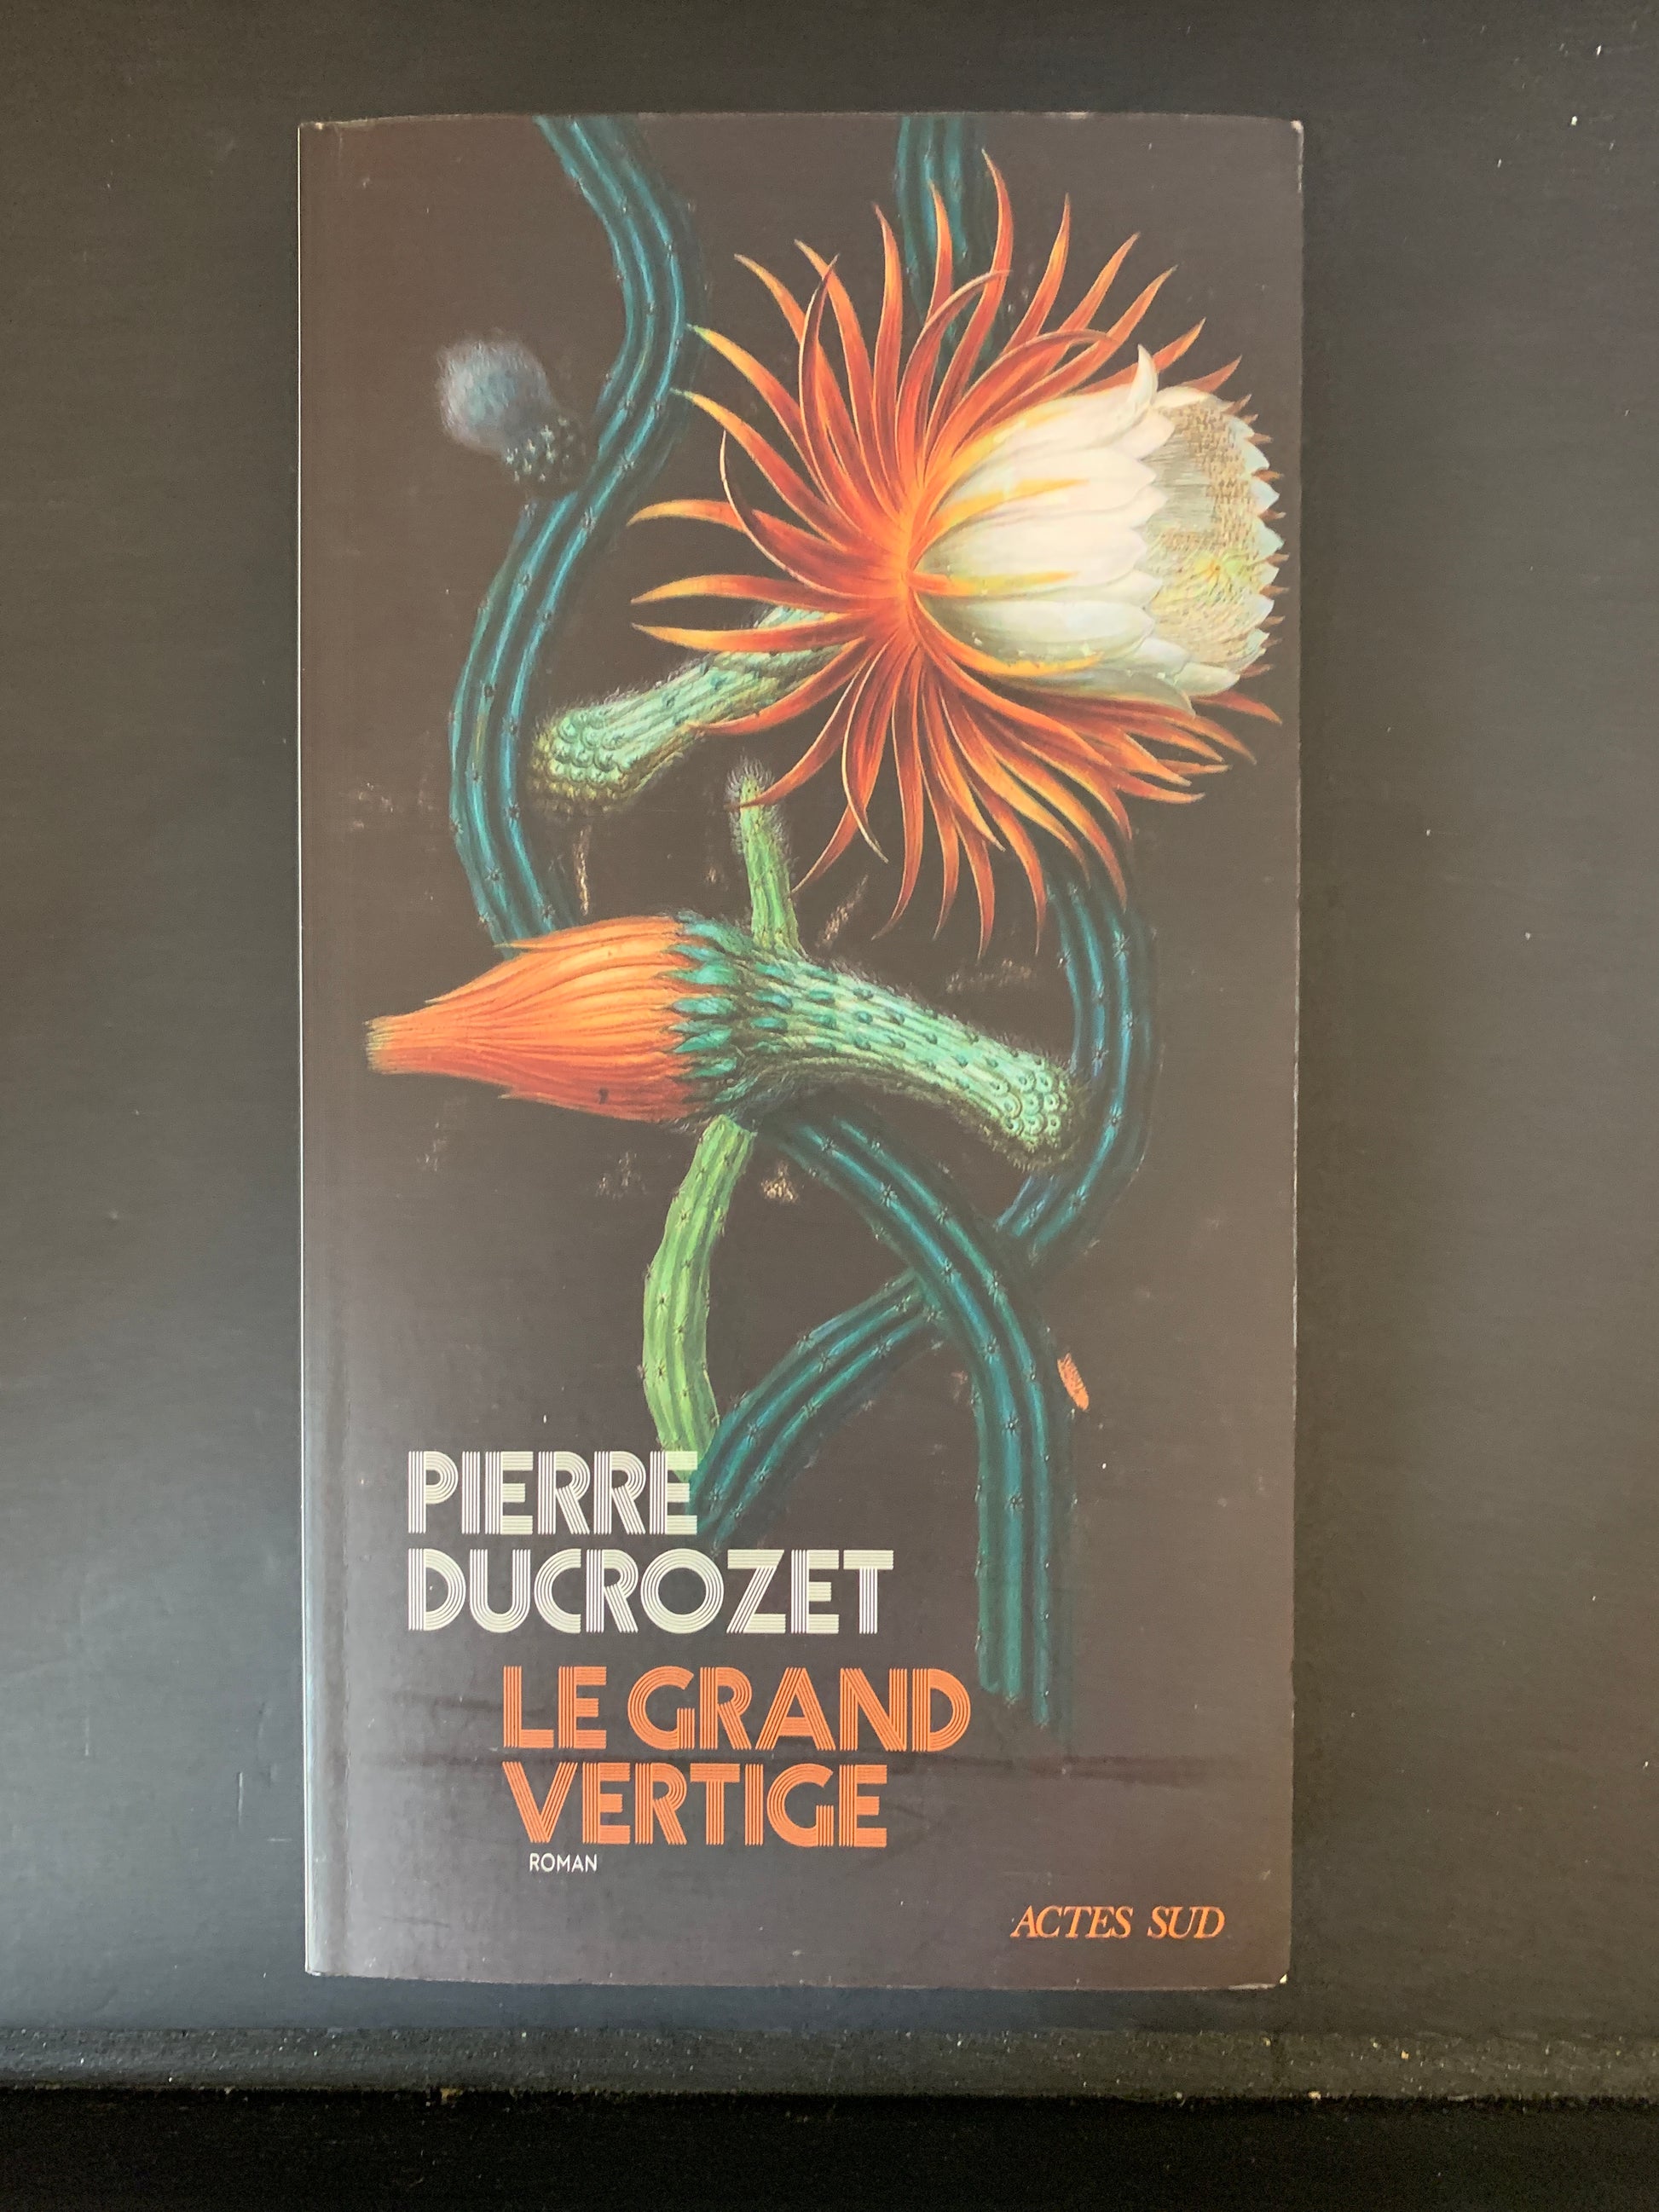 PIERRE
DUCROZET
LE GRAND
VERTIGE
ROMAN
ACTES SUD